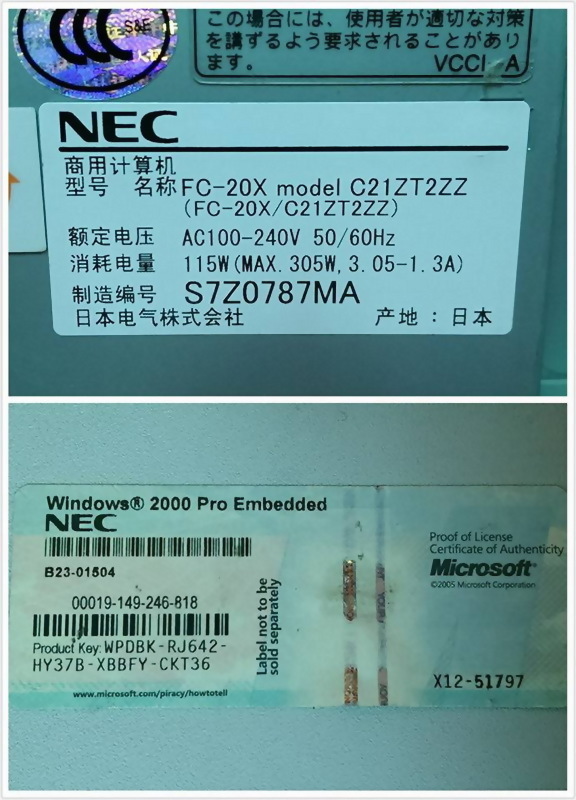 S&E
この場合には、使用者が適切な対策
を講ずるよう要求されることがあり
ます。 VCCI-A
NEC
商用计算机
型号 名称 FC-20X model C21ZT2ZZ
(FC-20X/C21ZT2ZZ)
额定电压 AC100-240V 50/60Hz
消耗电量 115W(MAX. 305W, 3.05-1.3A)
制造编号 S7Z0787MA
日本电气株式会社 产地：日本
Windows® 2000 Pro Embedded
NEC
B23-01504
00019-149-246-818
Product Key: WPDBK-RJ642-
HY37B-XBBFY-CKT36
www.microsoft.com/piracy/howtotell
Label not to be
sold separately
Proof of License
Certificate of Authenticity
Microsoft®
©2005 Microsoft Corporation
X12-51797